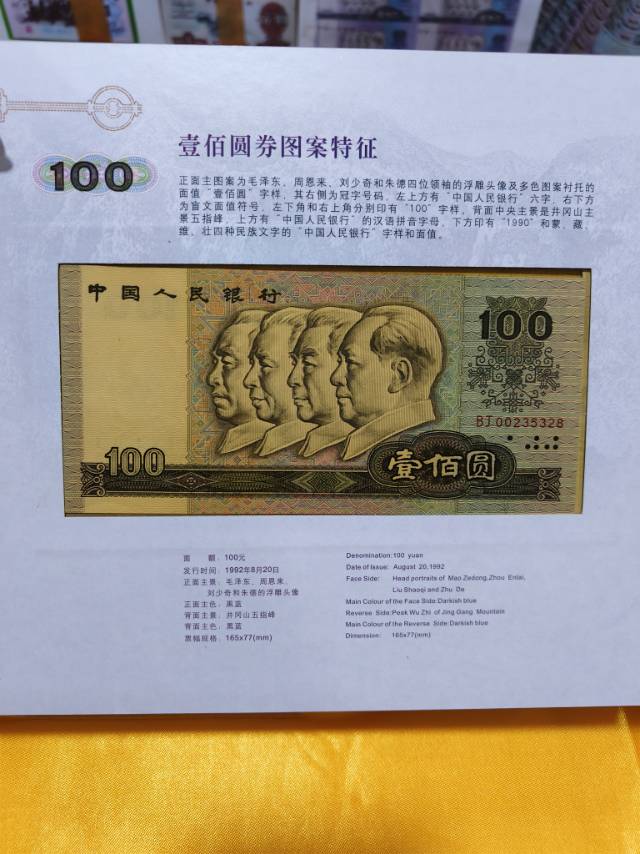 壹佰圆券图案特征
100
正面主图案为毛泽东、周恩来、刘少奇和朱德四位领袖的浮雕头像及多色图案衬托的
面值“壹佰圆”字样，其右侧为冠字号码，左上方有“中国人民银行”六字，右下方
为盲文面值符号，左下角和右上角分别印有“100”字样，背面中央主景是井冈山主
景五指峰，上方有“中国人民银行”的汉语拼音字母，下方印有“1990”和蒙、藏、
维、壮四种民族文字的“中国人民银行”字样和面值。
中国人民银行
100
BJ00235328
100
壹佰圆
面 额：100元
发行时间：1992年8月20日
正面主景：毛泽东、周恩来、
刘少奇和朱德的浮雕头像
正面主色：黑蓝
背面主景：井冈山五指峰
背面主色：黑蓝
票幅规格：165x77(mm)
Denomination:100 yuan
Date of Issue: August 20,1992
Face Side: Head portraits of Mao Zedong,Zhou Enlai,
Liu Shaoqi and Zhu De
Main Colour of the Face Side:Darkish blue
Reverse Side:Peak Wu Zhi of Jing Gang Mountain
Main Colour of the Reverse Side:Darkish blue
Dimension: 165x77(mm)